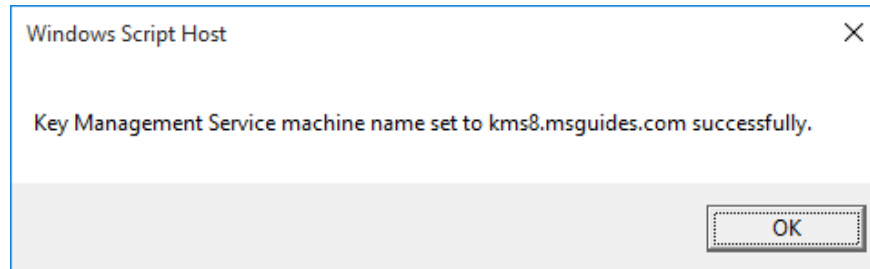 Windows Script Host
Key Management Service machine name set to kms8.msguides.com successfully.
OK